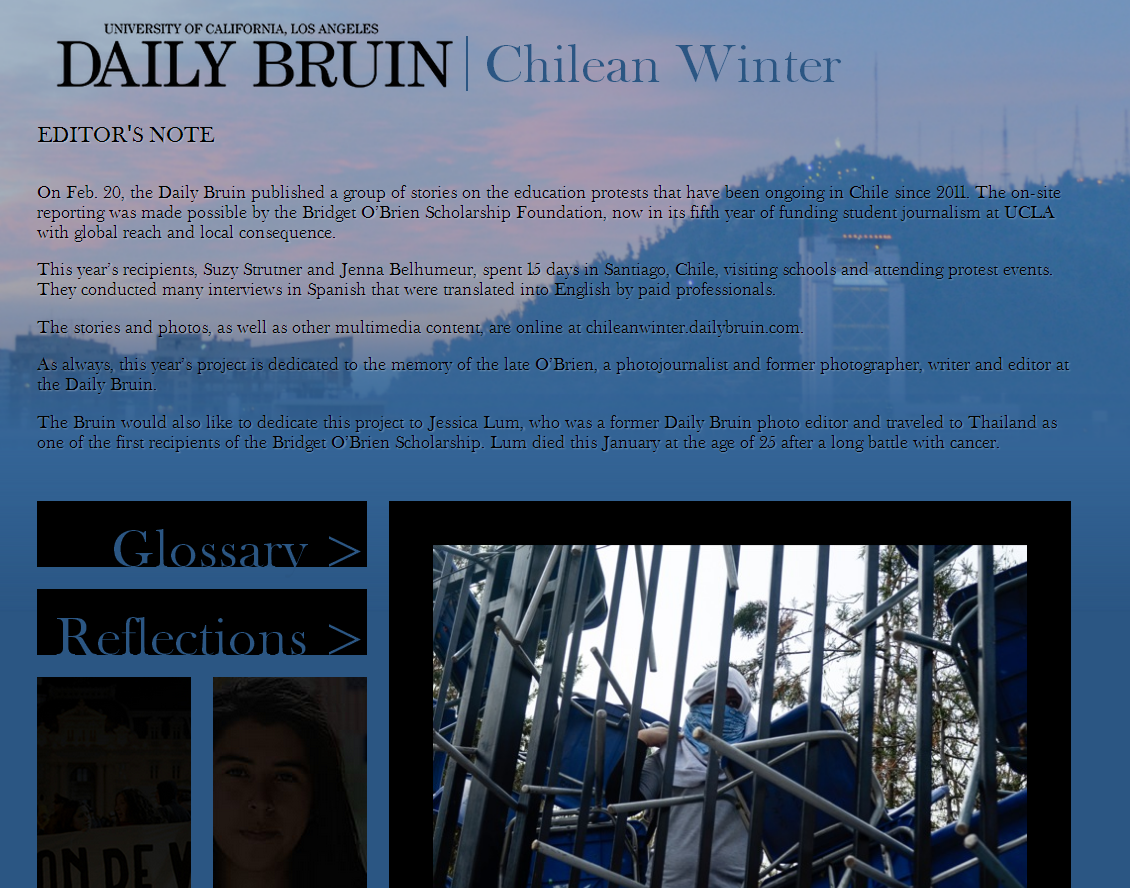 UNIVERSITY OF CALIFORNIA, LOS ANGELES
DAILY BRUIN | Chilean Winter
EDITOR'S NOTE
On Feb. 20, the Daily Bruin published a group of stories on the education protests that have been ongoing in Chile since 2011. The on-site
reporting was made possible by the Bridget O’Brien Scholarship Foundation, now in its fifth year of funding student journalism at UCLA
with global reach and local consequence.
This year’s recipients, Suzy Strutner and Jenna Belhumeur, spent 15 days in Santiago, Chile, visiting schools and attending protest events.
They conducted many interviews in Spanish that were translated into English by paid professionals.
The stories and photos, as well as other multimedia content, are online at chileanwinter.dailybruin.com.
As always, this year’s project is dedicated to the memory of the late O’Brien, a photojournalist and former photographer, writer and editor at
the Daily Bruin.
The Bruin would also like to dedicate this project to Jessica Lum, who was a former Daily Bruin photo editor and traveled to Thailand as
one of the first recipients of the Bridget O’Brien Scholarship. Lum died this January at the age of 25 after a long battle with cancer.
Glossary >
Reflections >
ON DE V